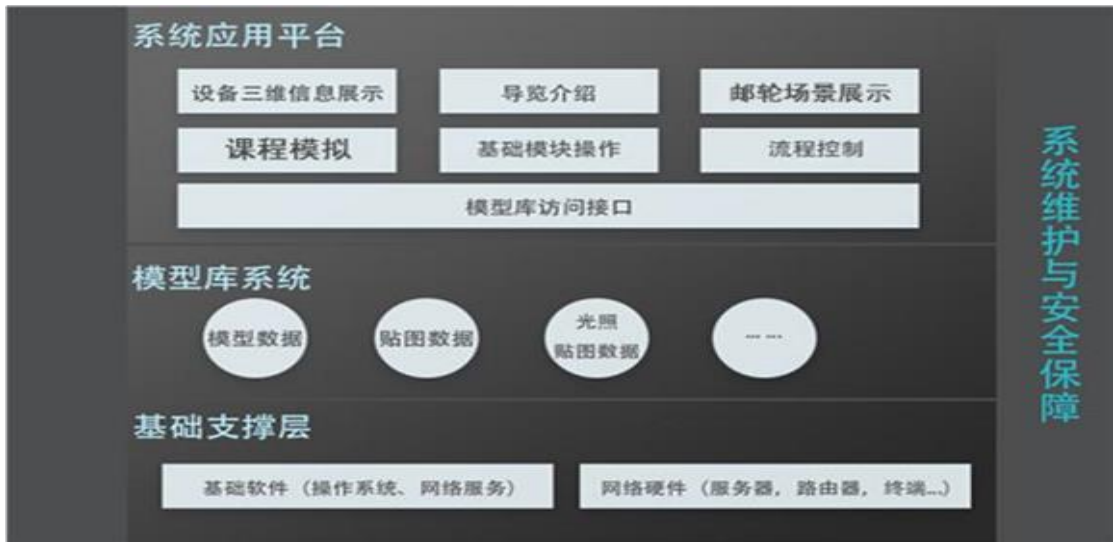 系统应用平台
设备三维信息展示
导览介绍
邮轮场景展示
课程模拟
基础模块操作
流程控制
模型库访问接口
模型库系统
模型数据
贴图数据
光照
贴图数据
... ...
基础支撑层
基础软件（操作系统、网络服务）
网络硬件（服务器，路由器，终端...）
系统维护与安全保障